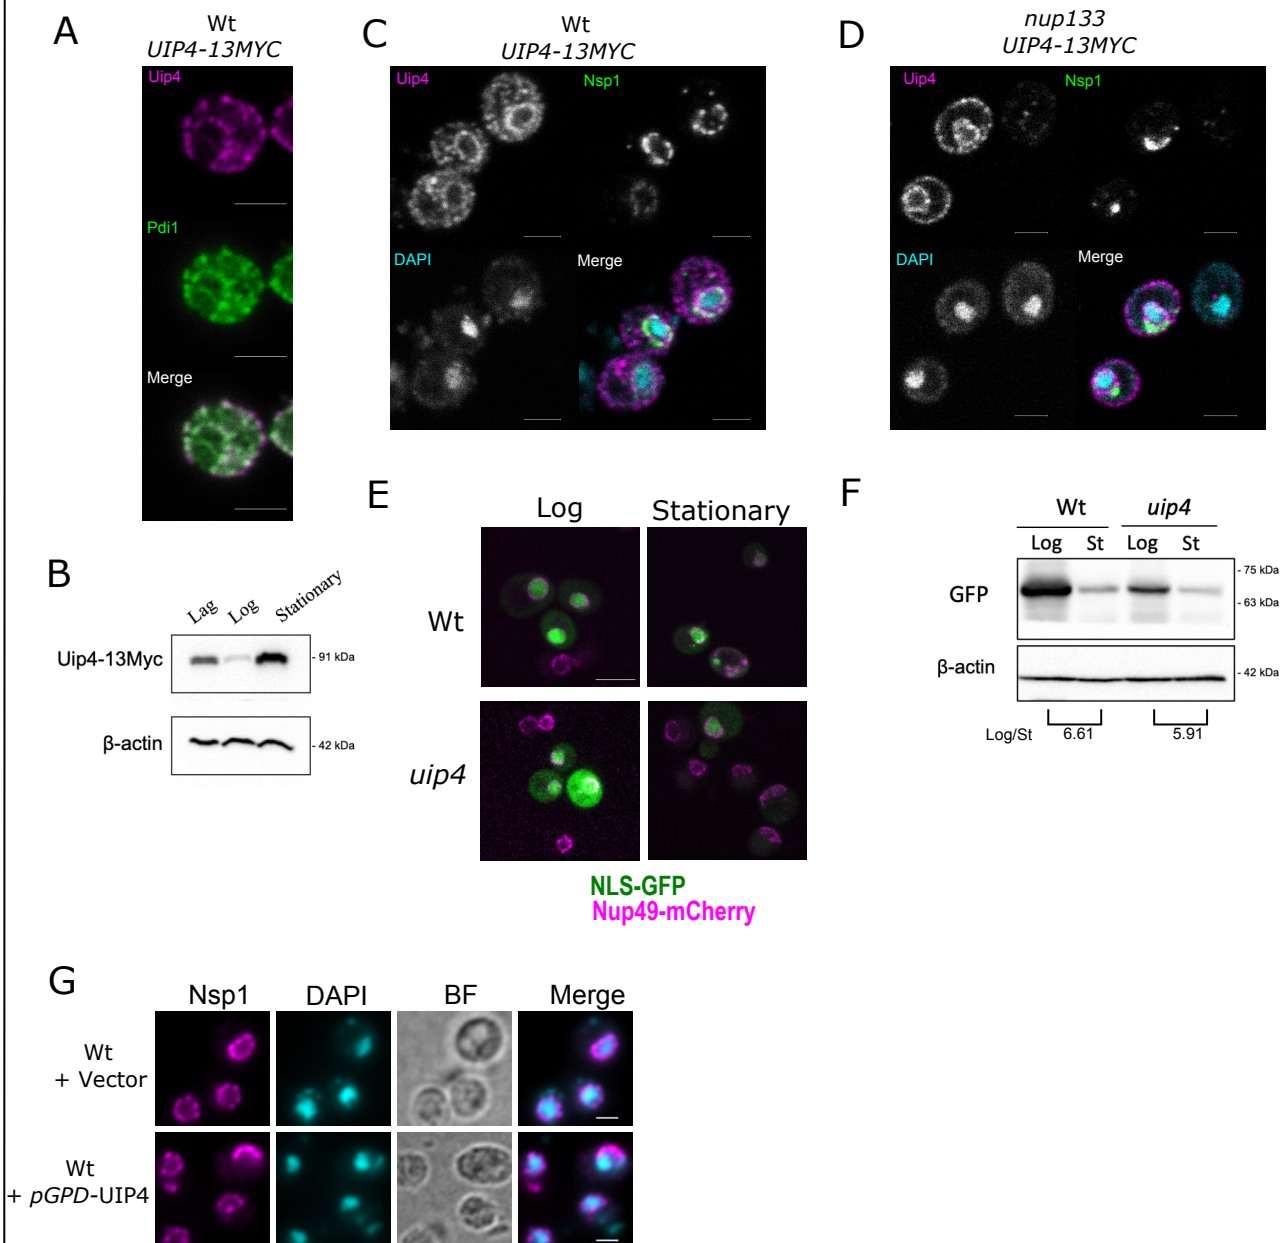 A
Wt
UIP4-13MYC
Uip4
Pdi1
Merge
B
Lag
Log
Stationary
Uip4-13Myc
- 91 kDa
β-actin
- 42 kDa
C
Wt
UIP4-13MYC
Uip4
Nsp1
DAPI
Merge
D
nup133
UIP4-13MYC
Uip4
Nsp1
DAPI
Merge
E
Log
Stationary
Wt
uip4
NLS-GFP
Nup49-mCherry
F
Wt
uip4
Log
St
Log
St
GFP
- 75 kDa
- 63 kDa
β-actin
- 42 kDa
Log/St
6.61
5.91
G
Nsp1
DAPI
BF
Merge
Wt
+ Vector
Wt
+ pGPD-UIP4